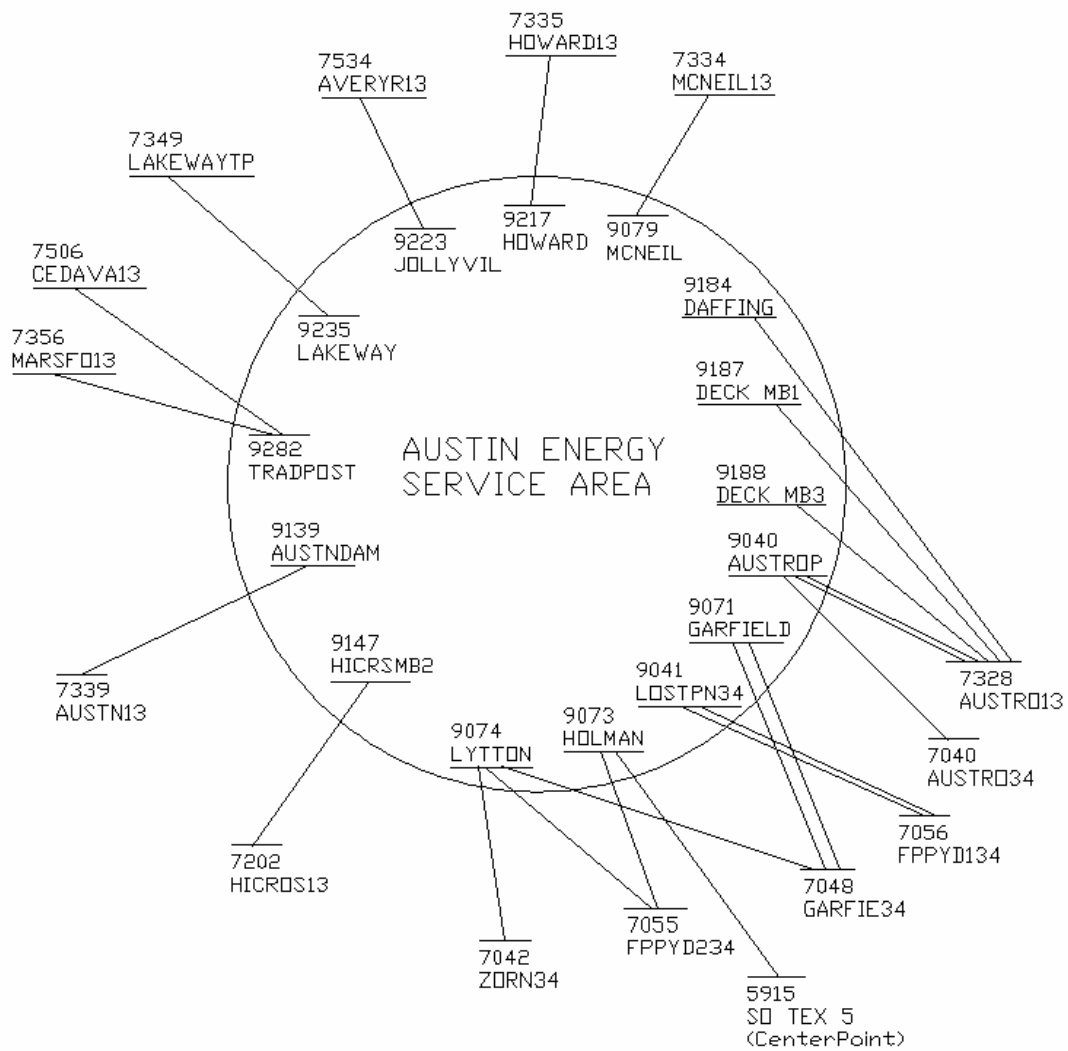 7335
HOWARD13
7534
AVERYR13
7334
MCNEIL13
7349
LAKEWAYTP
9217
HOWARD
9079
MCNEIL
9223
JOLLYVIL
7506
CEDAVA13
9184
DAFFING
9235
LAKEWAY
7356
MARSFO13
9187
DECK MB1
9282
TRADPOST
AUSTIN ENERGY
SERVICE AREA
9188
DECK MB3
9139
AUSTNDAM
9040
AUSTROP
9071
GARFIELD
9147
HICRSMB2
9041
LOSTPN34
7339
AUSTN13
7328
AUSTRO13
9074
LYTTON
9073
HOLMAN
7040
AUSTRO34
7056
FPPYD134
7202
HICROS13
7048
GARFIE34
7055
FPPYD234
7042
ZORN34
5915
SO TEX 5
(CenterPoint)